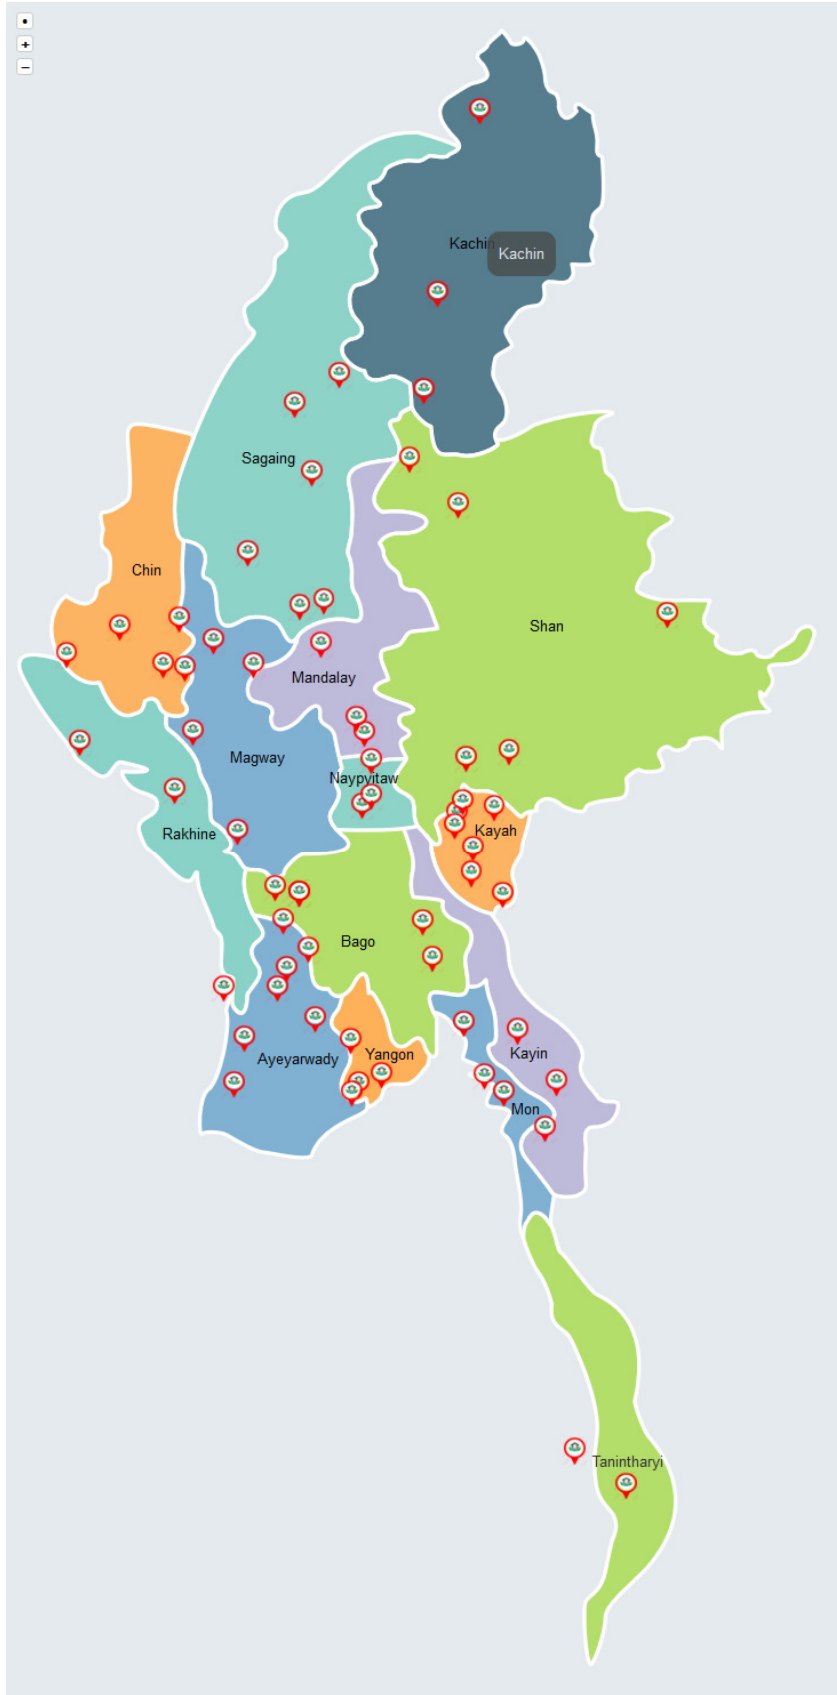 •
+
−
Kachin
Kachin
Sagaing
Chin
Shan
Mandalay
Magway
Naypyitaw
Kayah
Rakhine
Bago
Yangon
Ayeyarwady
Kayin
Mon
Tanintharyi